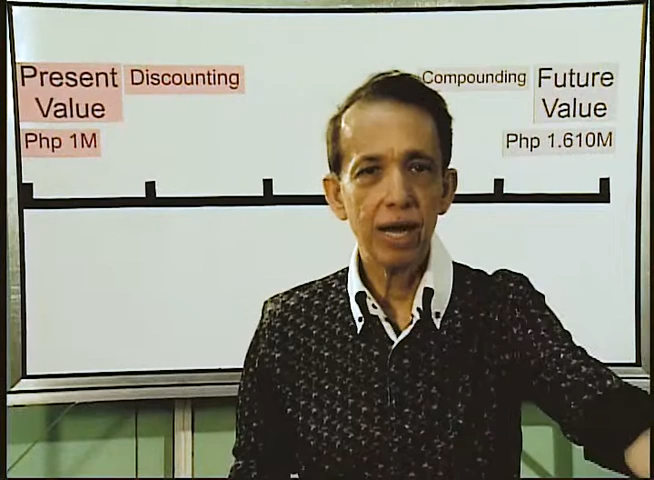 Present Discounting Compounding Future
Value Value
Php 1M Php 1.610M